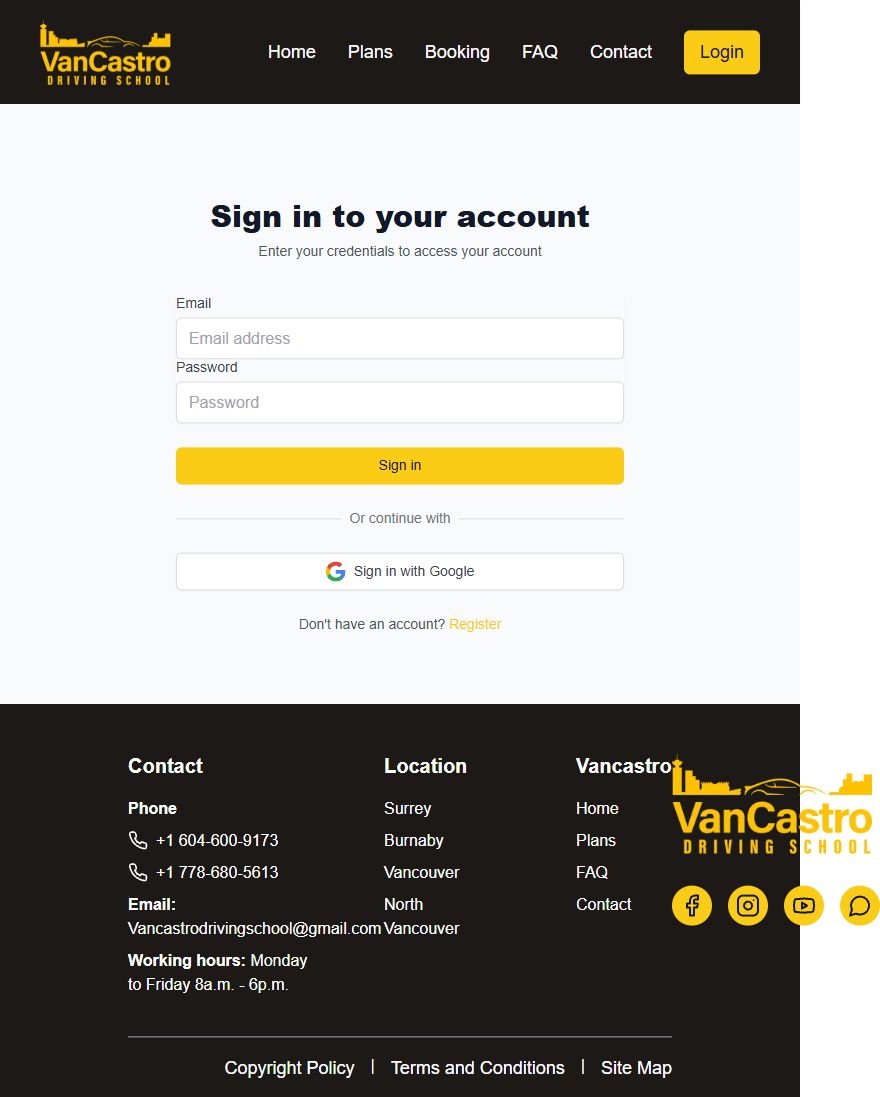 VanCastro
DRIVING SCHOOL
Home
Plans
Booking
FAQ
Contact
Login
Sign in to your account
Enter your credentials to access your account
Email
Email address
Password
Password
Sign in
Or continue with
Sign in with Google
Don't have an account? Register
Contact
Phone
+1 604-600-9173
+1 778-680-5613
Email:
Vancastrodrivingschool@gmail.com
Working hours: Monday
to Friday 8a.m. - 6p.m.
Location
Surrey
Burnaby
Vancouver
North
Vancouver
Vancastro
Home
Plans
FAQ
Contact
VanCastro
DRIVING SCHOOL
Copyright Policy | Terms and Conditions | Site Map